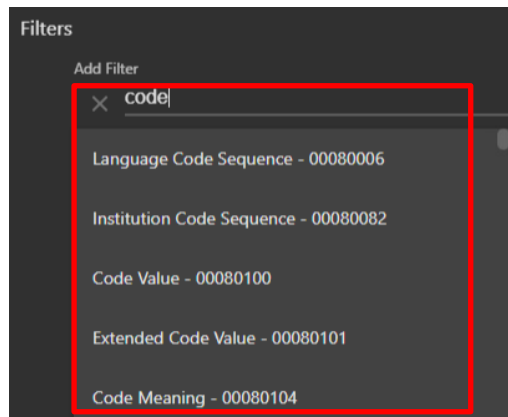 Filters
Add Filter
code
Language Code Sequence - 00080006
Institution Code Sequence - 00080082
Code Value - 00080100
Extended Code Value - 00080101
Code Meaning - 00080104